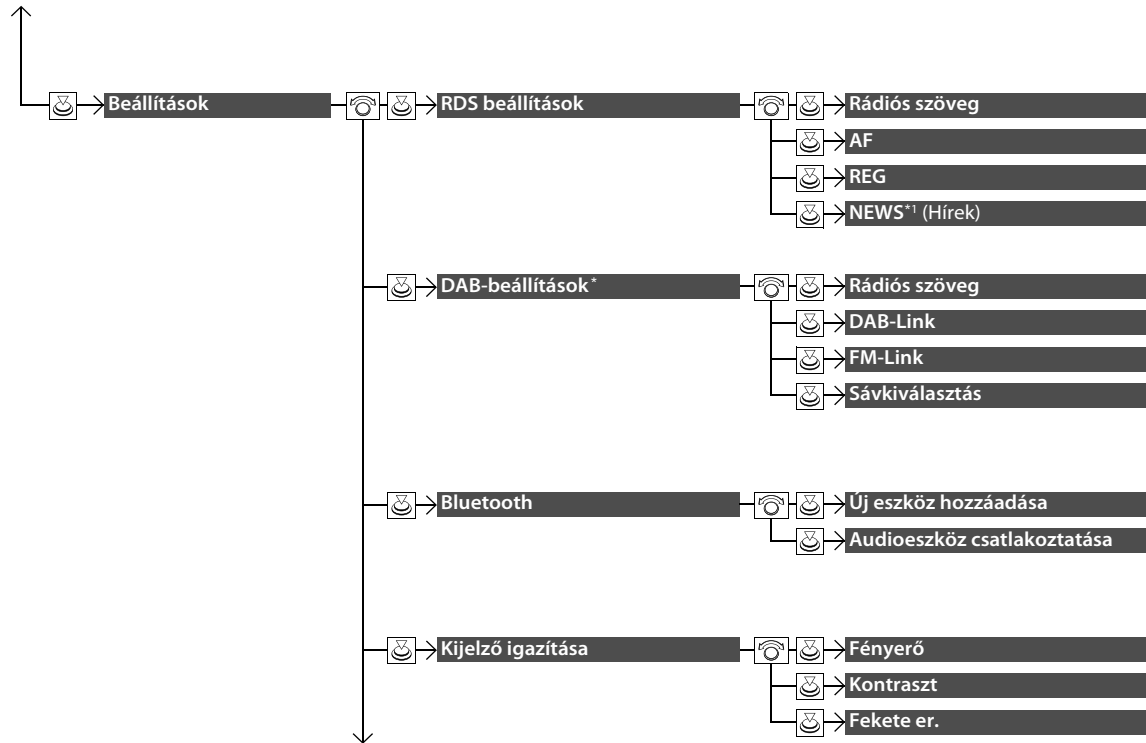 Beállítások
RDS beállítások
Rádiós szöveg
AF
REG
NEWS*1 (Hírek)
DAB-beállítások*
Rádiós szöveg
DAB-Link
FM-Link
Sávkiválasztás
Bluetooth
Új eszköz hozzáadása
Audioeszköz csatlakoztatása
Kijelző igazítása
Fényerő
Kontraszt
Fekete er.